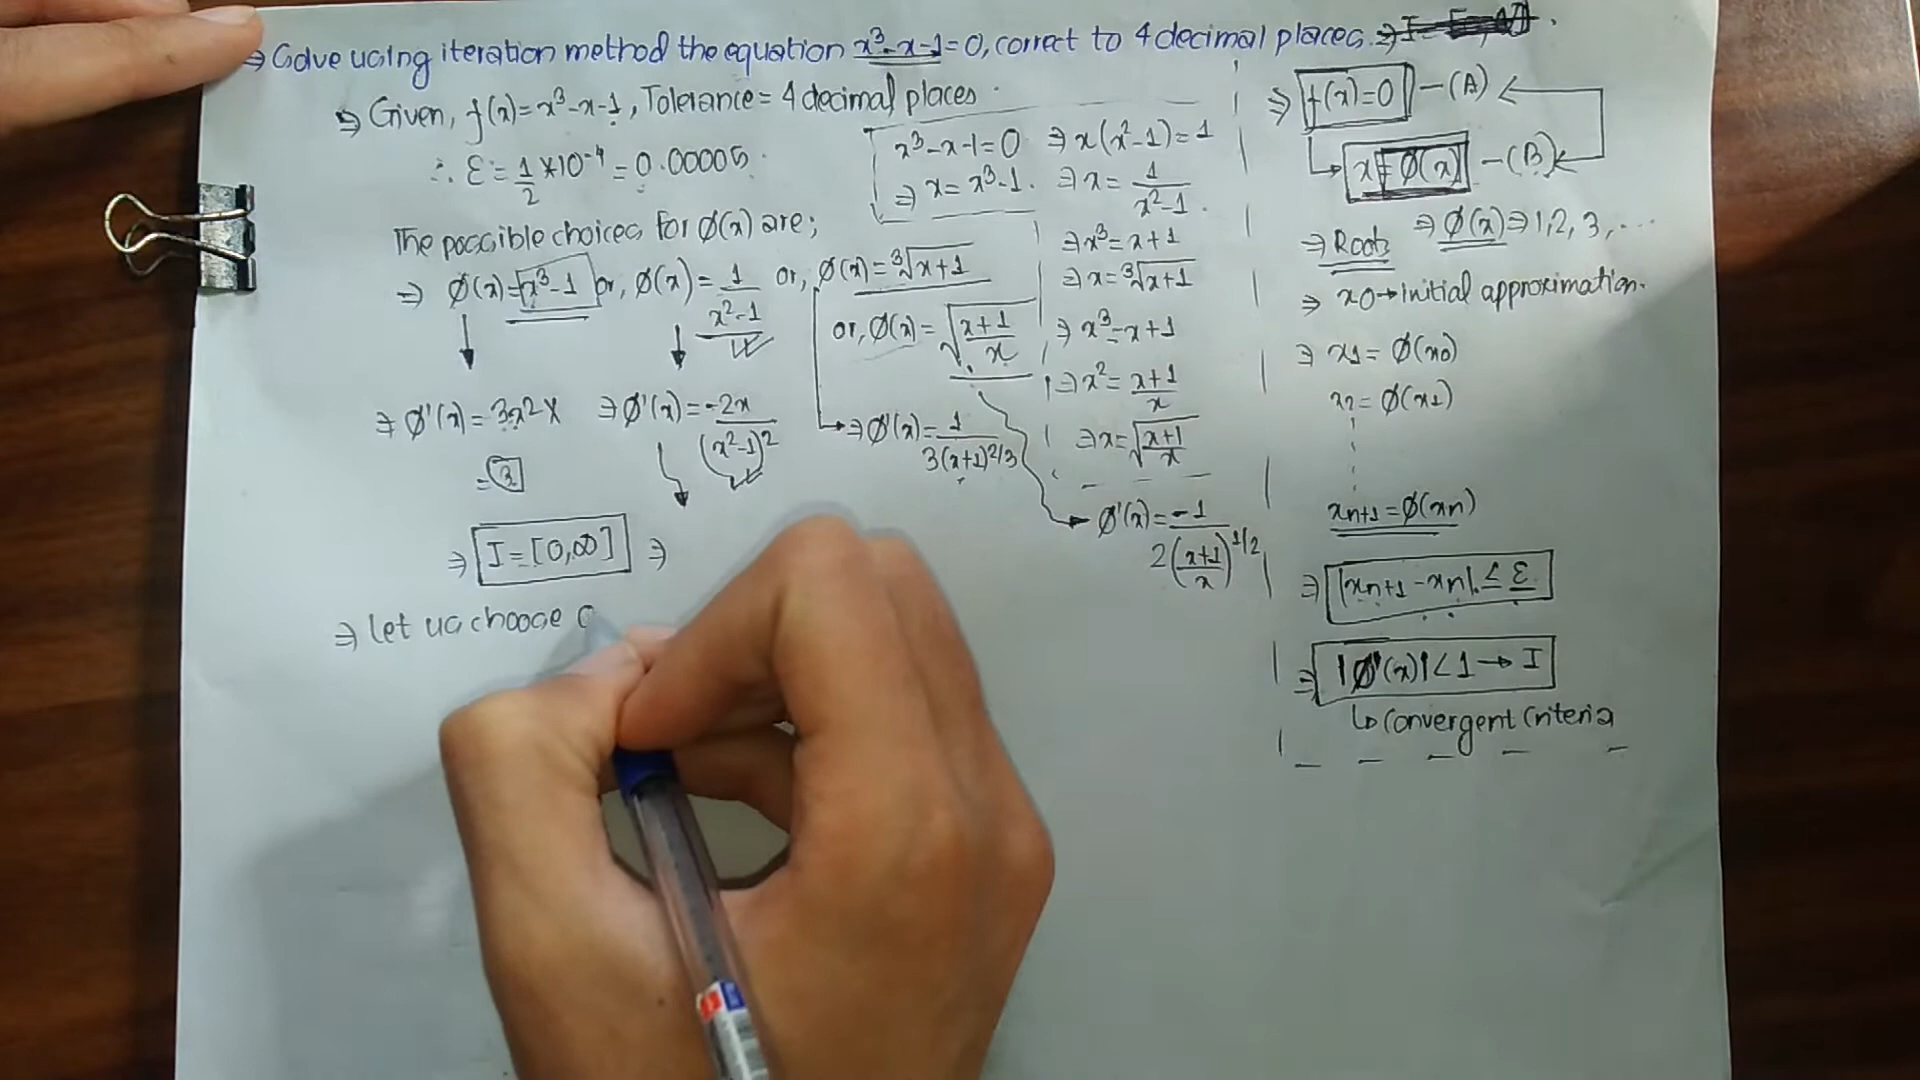 ⇒ Solve using iteration method the equation x³-x-1=0, correct to 4 decimal places.
⇒ Given, f(x)=x³-x-1, Tolerance= 4 decimal places.
∴ ε = 1/2 *10⁻⁴ = 0.00005.
The possible choices for Ø(x) are;
⇒ Ø(x)=x³-1 or, Ø(x)= 1/x²-1 or, Ø(x)=³√x+1
or, Ø(x)= √x+1/x
⇒ Ø'(x)=3x²X ⇒ Ø'(x)=-2x/(x²-1)² ⇒ Ø'(x)=1/3(x+1)2/3
⇒ I=[0,∞] ⇒
⇒ Let us choose
x³-x-1=0 ⇒ x(x²-1)=1
⇒ x=x³-1. ⇒ x= 1/x²-1.
⇒ x³=x+1
⇒ x=³√x+1
⇒ x³=x+1
⇒ x²= x+1/x
⇒ x=√x+1/x
Ø'(x)=-1/2(x+1/x)1/2
⇒ f(x)=0 -(A)
x=Ø(x) -(B)
⇒ Roots ⇒ Ø(x)⇒1,2,3,...
⇒ x0→initial approximation.
⇒ x1= Ø(x0)
x2=Ø(x1)
xn+1=Ø(xn)
⇒ |xn+1-xn|.≤ ε
⇒ |Ø'(x)|<1→I
↳ Convergent Criteria